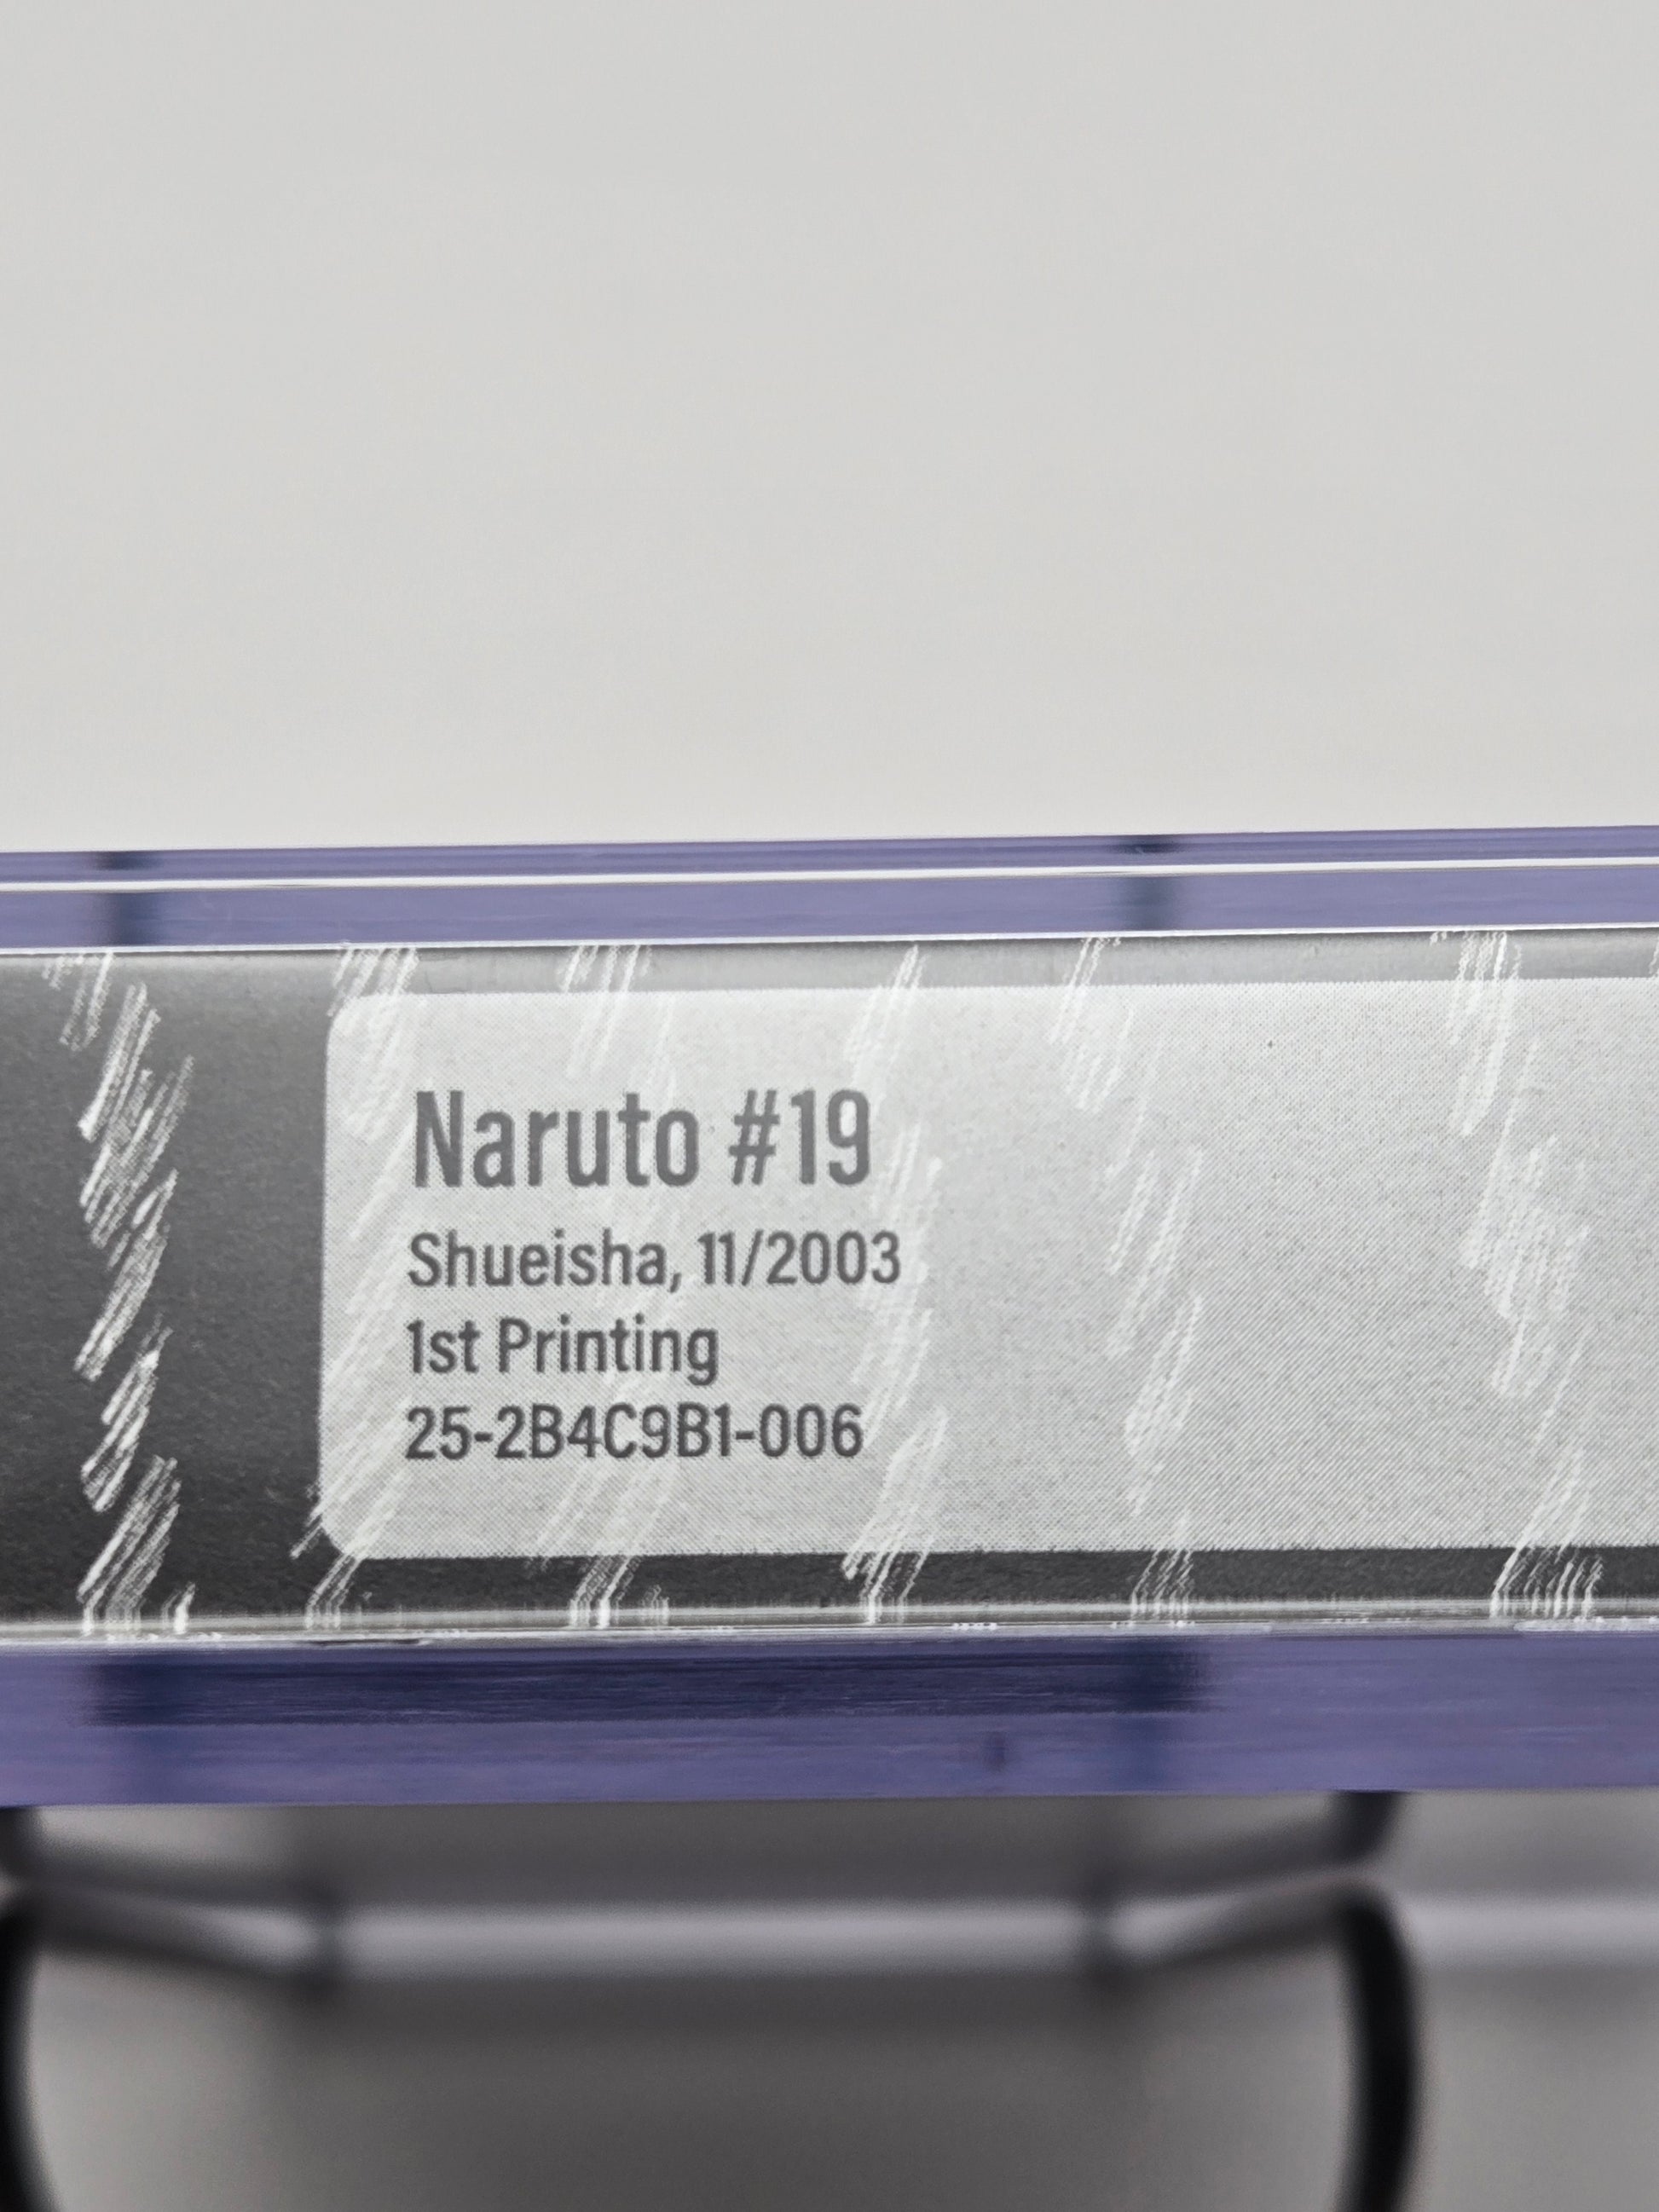 Naruto #19
Shueisha, 11/2003
1st Printing
25-2B4C9B1-006